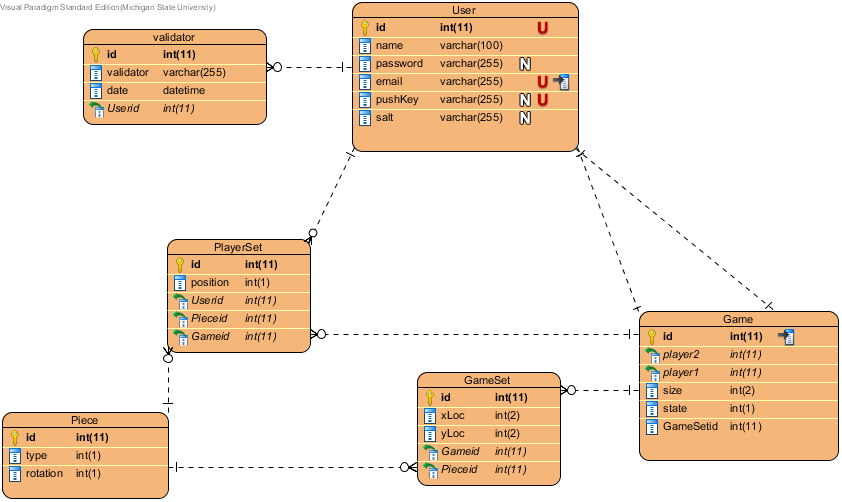 Visual Paradigm Standard Edition(Michigan State University)
User
id int(11) U
name varchar(100)
password varchar(255) N
email varchar(255) U
pushKey varchar(255) N U
salt varchar(255) N
validator
id int(11)
validator varchar(255)
date datetime
Userid int(11)
PlayerSet
id int(11)
position int(1)
Userid int(11)
Pieceid int(11)
Gameid int(11)
Game
id int(11)
player2 int(11)
player1 int(11)
size int(2)
state int(1)
GameSetid int(11)
GameSet
id int(11)
xLoc int(2)
yLoc int(2)
Gameid int(11)
Pieceid int(11)
Piece
id int(11)
type int(1)
rotation int(1)